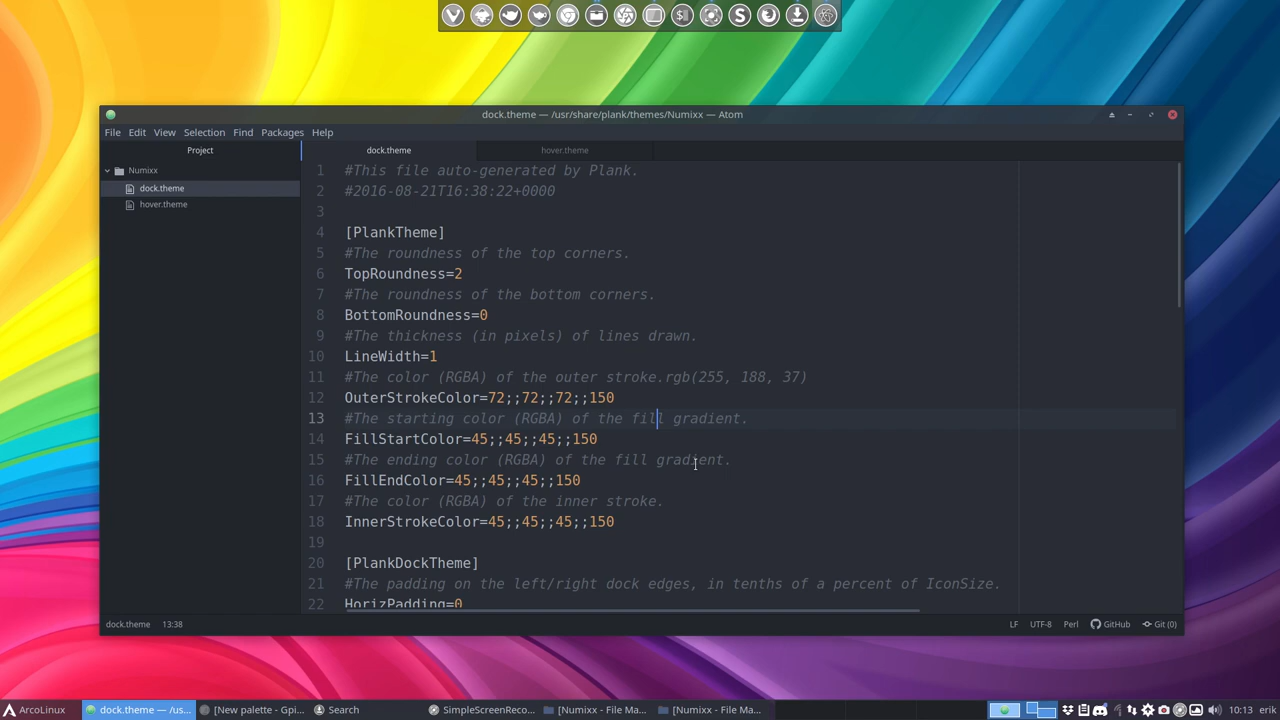 dock.theme — /usr/share/plank/themes/Numixx — Atom
File Edit View Selection Find Packages Help
Project
dock.theme
hover.theme
Numixx
dock.theme
hover.theme
1 #This file auto-generated by Plank.
2 #2016-08-21T16:38:22+0000
3
4 [PlankTheme]
5 #The roundness of the top corners.
6 TopRoundness=2
7 #The roundness of the bottom corners.
8 BottomRoundness=0
9 #The thickness (in pixels) of lines drawn.
10 LineWidth=1
11 #The color (RGBA) of the outer stroke.rgb(255, 188, 37)
12 OuterStrokeColor=72;;72;;72;;150
13 #The starting color (RGBA) of the fill gradient.
14 FillStartColor=45;;45;;45;;150
15 #The ending color (RGBA) of the fill gradient.
16 FillEndColor=45;;45;;45;;150
17 #The color (RGBA) of the inner stroke.
18 InnerStrokeColor=45;;45;;45;;150
19
20 [PlankDockTheme]
21 #The padding on the left/right dock edges, in tenths of a percent of IconSize.
22 HorizPadding=0
dock.theme 13:38 LF UTF-8 Perl GitHub Git (0)
ArcoLinux dock.theme — /us... [New palette - Gpi... Search SimpleScreenReco... [Numixx - File Ma... [Numixx - File Ma... 10:13 erik